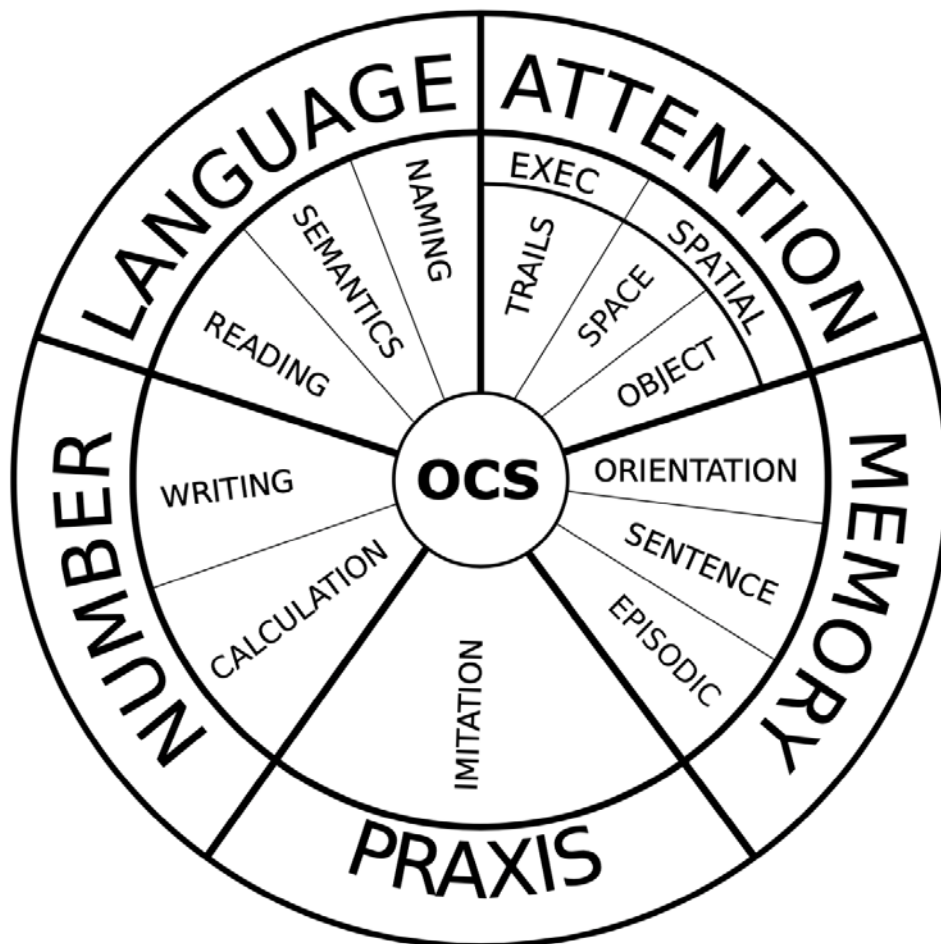 LANGUAGE
NAMING
SEMANTICS
READING
ATTENTION
EXEC
TRAILS
SPATIAL
SPACE
OBJECT
MEMORY
ORIENTATION
SENTENCE
EPISODIC
PRAXIS
IMITATION
NUMBER
WRITING
CALCULATION
OCS